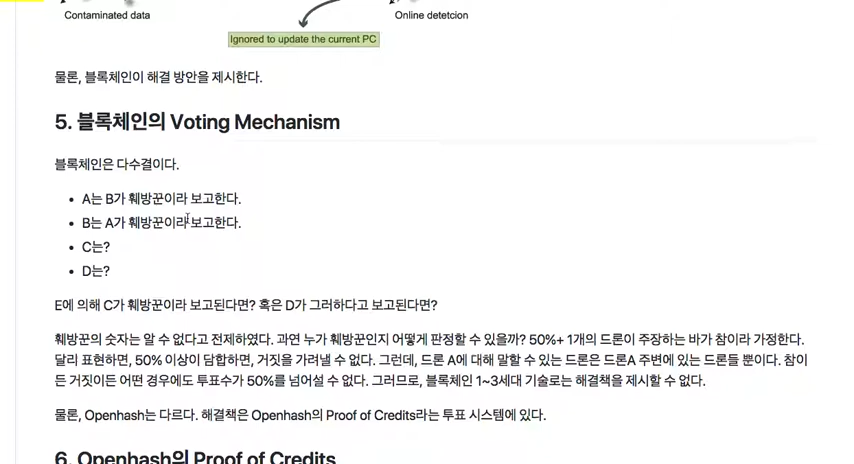 Contaminated data
Online detetcion
Ignored to update the current PC
물론, 블록체인이 해결 방안을 제시한다.
5. 블록체인의 Voting Mechanism
블록체인은 다수결이다.
• A는 B가 훼방꾼이라 보고한다.
• B는 A가 훼방꾼이라 보고한다.
• C는?
• D는?
E에 의해 C가 훼방꾼이라 보고된다면? 혹은 D가 그러하다고 보고된다면?
훼방꾼의 숫자는 알 수 없다고 전제하였다. 과연 누가 훼방꾼인지 어떻게 판정할 수 있을까? 50%+ 1개의 드론이 주장하는 바가 참이라 가정한다.
달리 표현하면, 50% 이상이 담합하면, 거짓을 가려낼 수 없다. 그런데, 드론 A에 대해 말할 수 있는 드론은 드론A 주변에 있는 드론들 뿐이다. 참이
든 거짓이든 어떤 경우에도 투표수가 50%를 넘어설 수 없다. 그러므로, 블록체인 1~3세대 기술로는 해결책을 제시할 수 없다.
물론, Openhash는 다르다. 해결책은 Openhash의 Proof of Credits라는 투표 시스템에 있다.
6. Openhash의 Proof of Credits